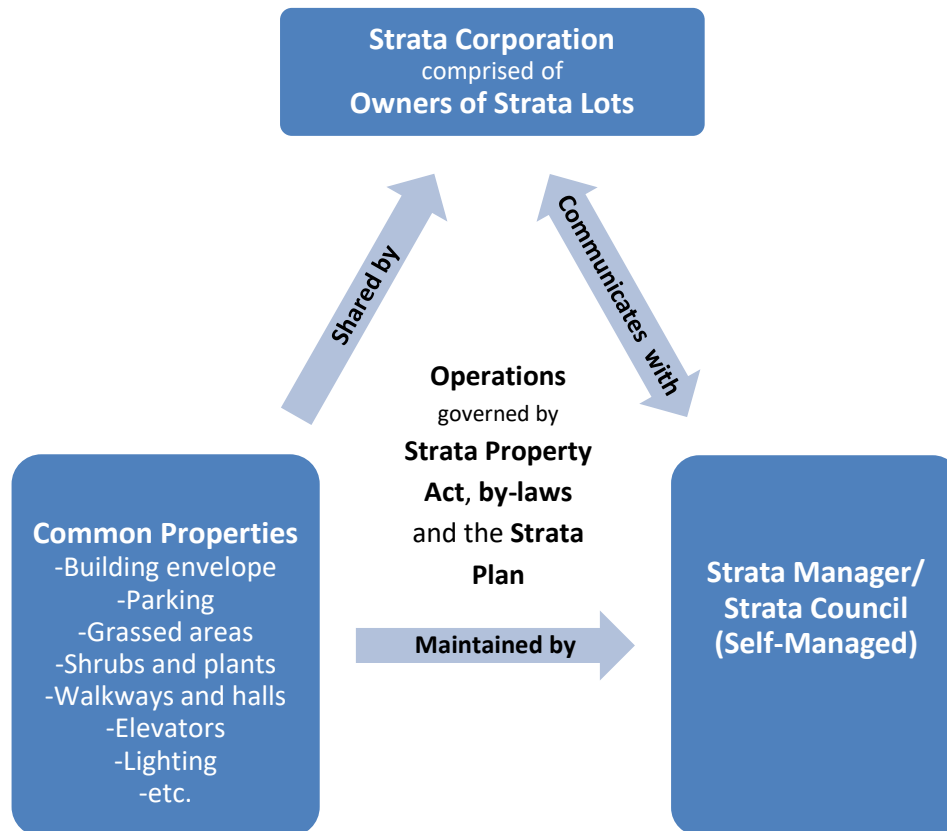 Strata Corporation
comprised of
Owners of Strata Lots
Shared by
Communicates with
Operations
governed by
Strata Property
Act, by-laws
and the Strata
Plan
Common Properties
-Building envelope
-Parking
-Grassed areas
-Shrubs and plants
-Walkways and halls
-Elevators
-Lighting
-etc.
Maintained by
Strata Manager/
Strata Council
(Self-Managed)